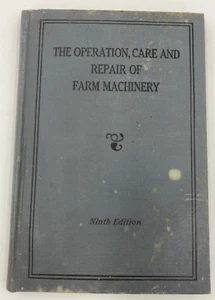 THE OPERATION, CARE AND
REPAIR OF
FARM MACHINERY
Ninth Edition